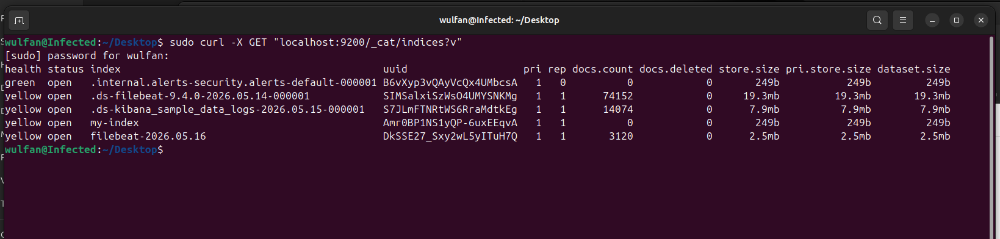 wulfan@Infected: ~/Desktop
wulfan@Infected:~/Desktop$ sudo curl -X GET "localhost:9200/_cat/indices?v"
[sudo] password for wulfan:
health status index uuid pri rep docs.count docs.deleted store.size pri.store.size dataset.size
green open .internal.alerts-security.alerts-default-000001 B6vXyp3vQAyVcQx4UMbcsA 1 0 0 0 249b 249b 249b
yellow open .ds-filebeat-9.4.0-2026.05.14-000001 SIMSalxiSzWsO4UMYSNKMg 1 1 74152 0 19.3mb 19.3mb 19.3mb
yellow open .ds-kibana_sample_data_logs-2026.05.15-000001 S7JLmFTNRtWS6RraMdtkEg 1 1 14074 0 7.9mb 7.9mb 7.9mb
yellow open my-index Amr0BP1NS1yQP-6uxEEqvA 1 1 0 0 249b 249b 249b
yellow open filebeat-2026.05.16 DkSSE27_Sxy2wL5yITuH7Q 1 1 3120 0 2.5mb 2.5mb 2.5mb
wulfan@Infected:~/Desktop$